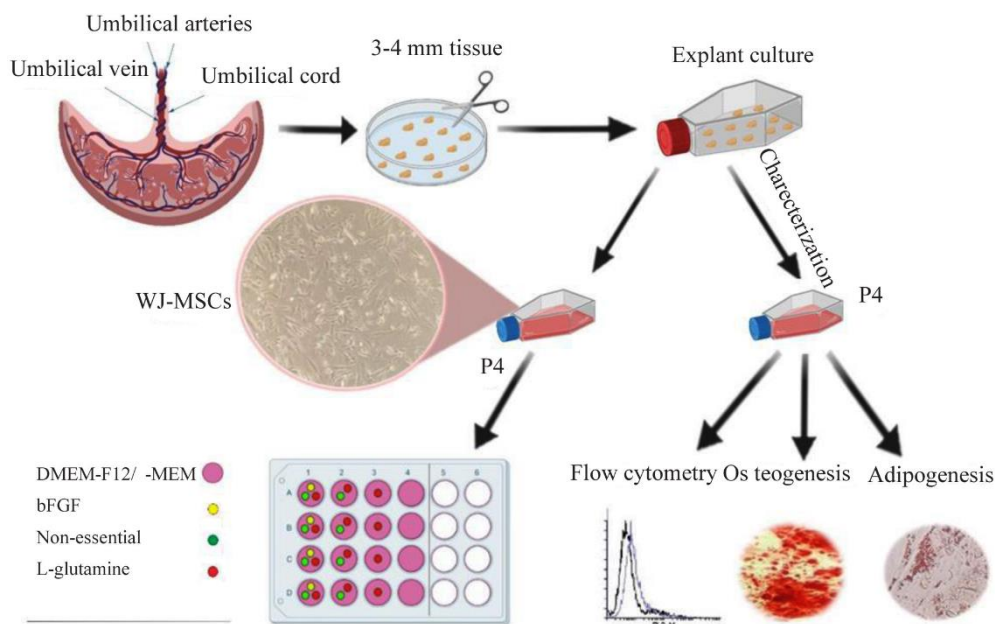 Umbilical arteries
Umbilical vein
Umbilical cord
3-4 mm tissue
Explant culture
Charecterization
WJ-MSCs
P4
P4
DMEM-F12/ -MEM
bFGF
Non-essential
L-glutamine
1 2 3 4 5 6
A
B
C
D
Flow cytometry Os teogenesis Adipogenesis